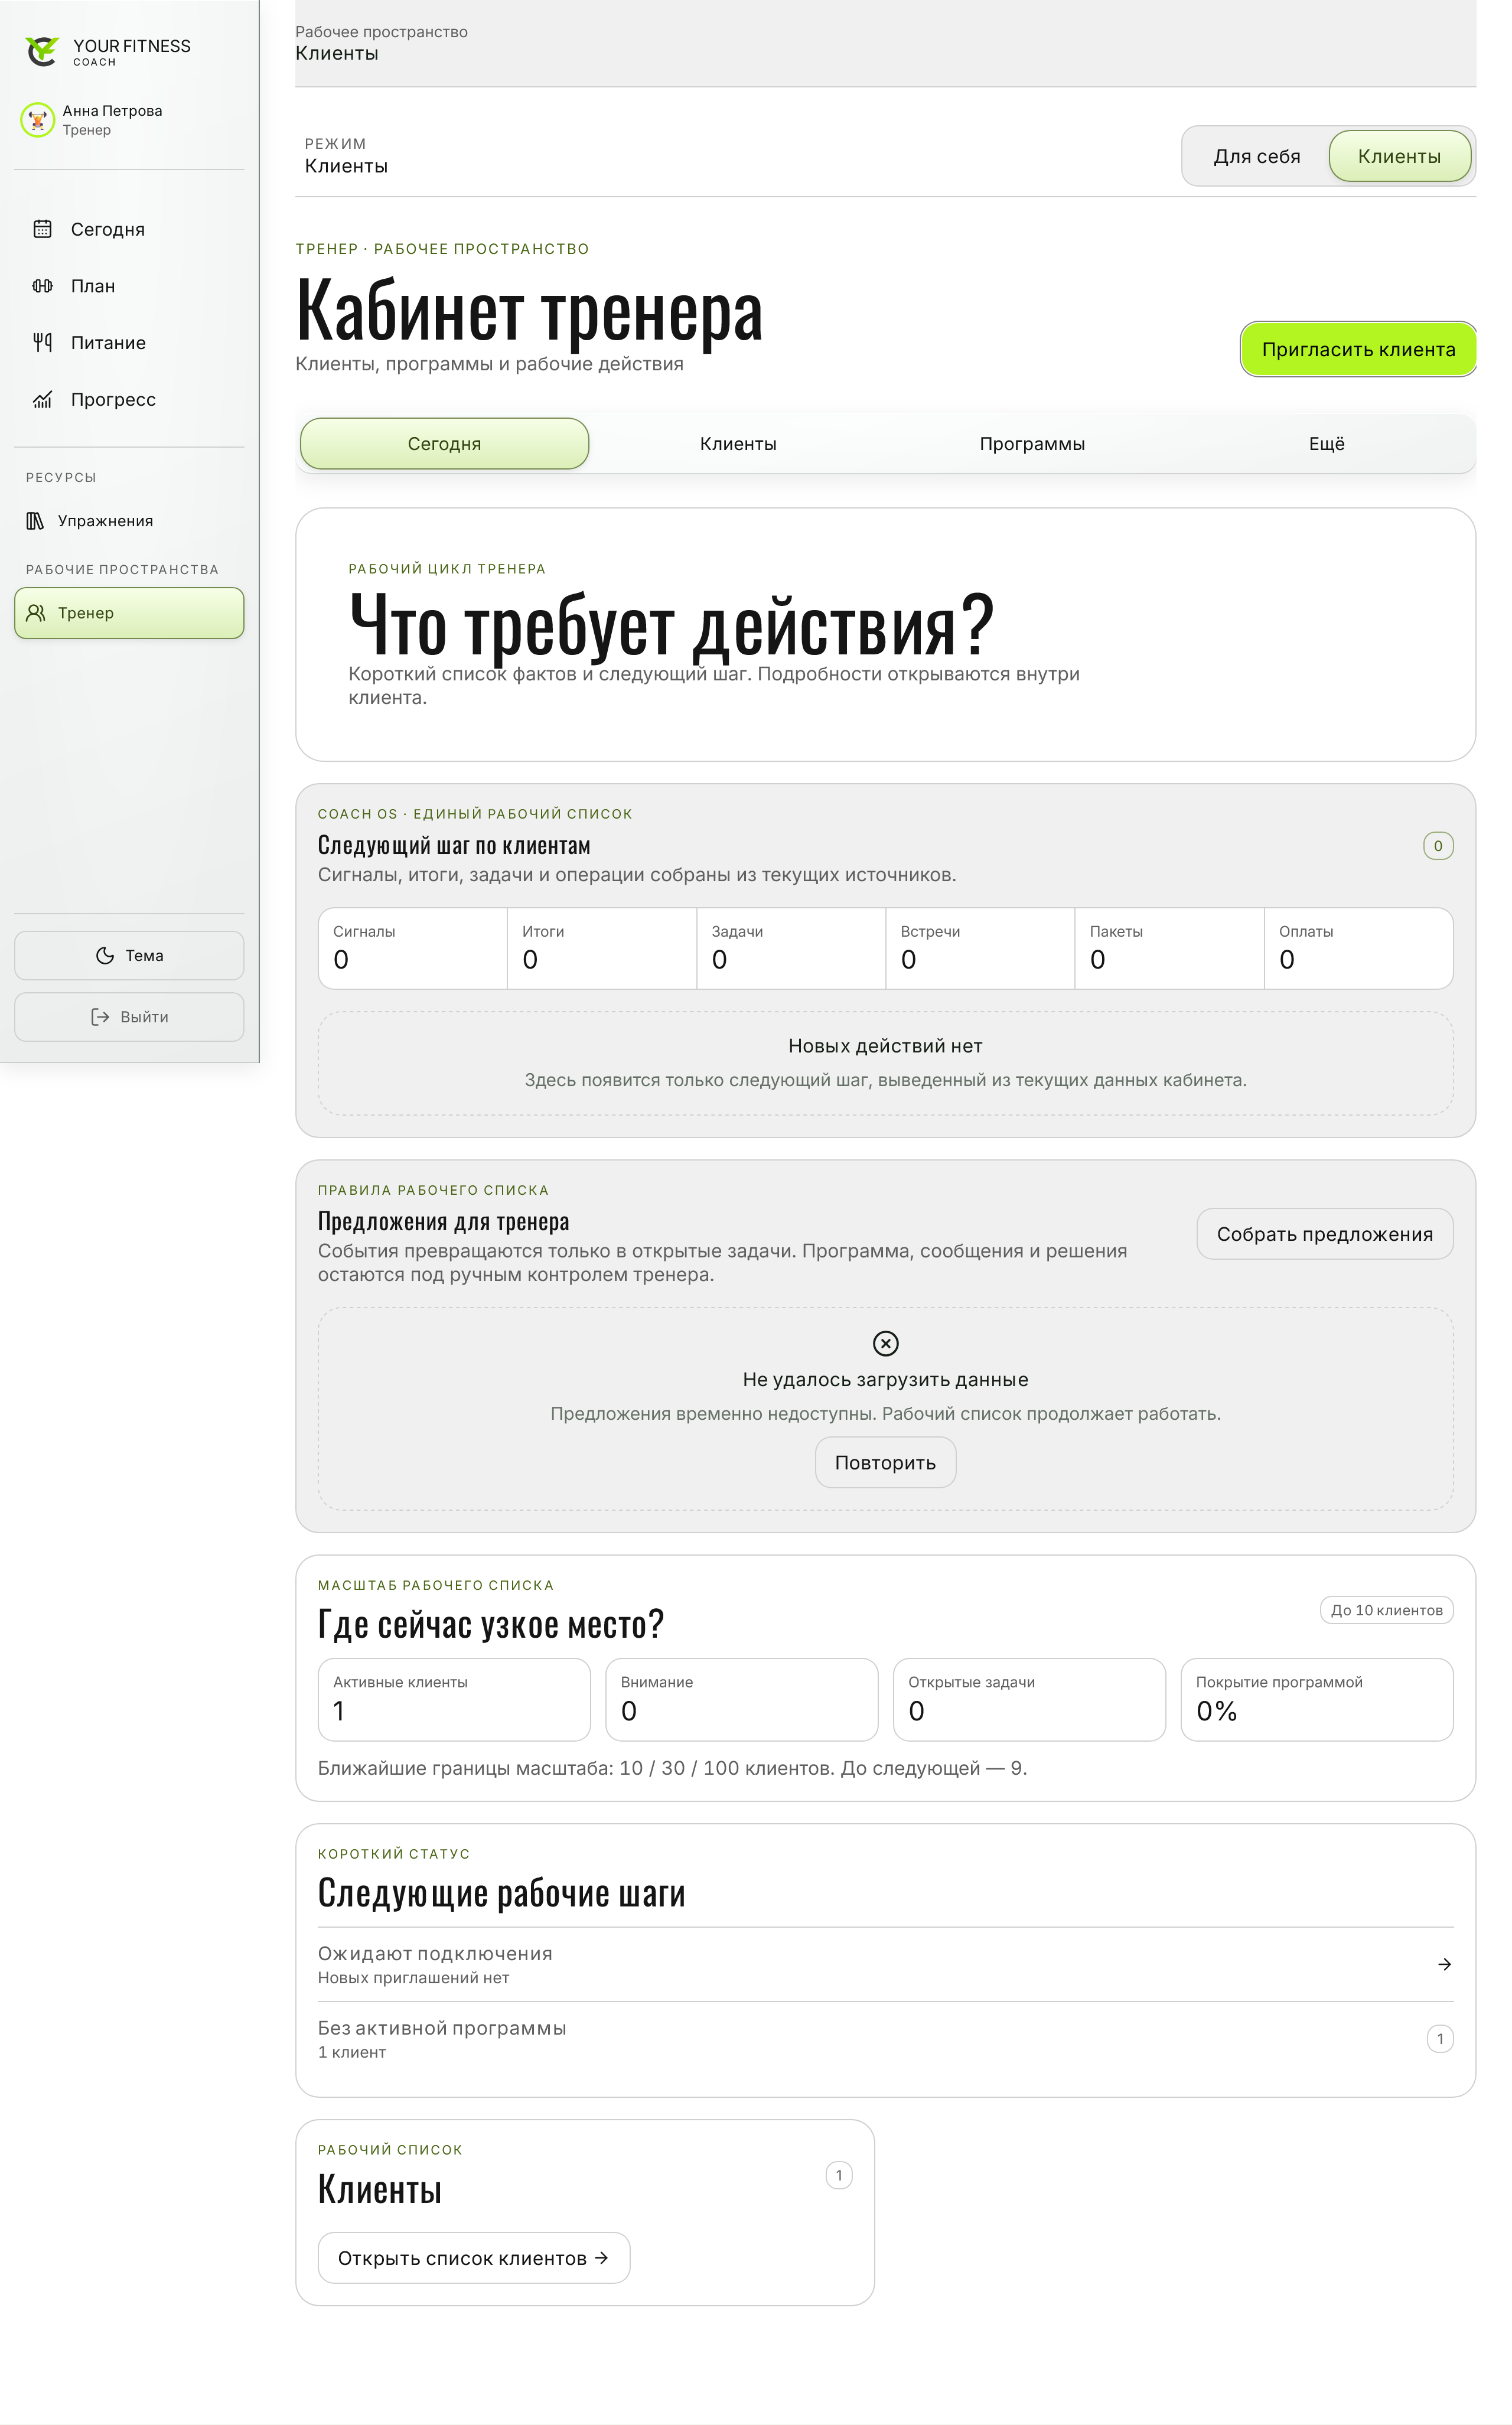 YOUR FITNESS
COACH
Анна Петрова
Тренер
Сегодня
План
Питание
Прогресс
РЕСУРСЫ
Упражнения
РАБОЧИЕ ПРОСТРАНСТВА
Тренер
Тема
Выйти
Рабочее пространство
Клиенты
РЕЖИМ
Клиенты
Для себя
Клиенты
ТРЕНЕР · РАБОЧЕЕ ПРОСТРАНСТВО
Кабинет тренера
Клиенты, программы и рабочие действия
Пригласить клиента
Сегодня
Клиенты
Программы
Ещё
РАБОЧИЙ ЦИКЛ ТРЕНЕРА
Что требует действия?
Короткий список фактов и следующий шаг. Подробности открываются внутри
клиента.
COACH OS · ЕДИНЫЙ РАБОЧИЙ СПИСОК
Следующий шаг по клиентам
0
Сигналы, итоги, задачи и операции собраны из текущих источников.
Сигналы
0
Итоги
0
Задачи
0
Встречи
0
Пакеты
0
Оплаты
0
Новых действий нет
Здесь появится только следующий шаг, выведенный из текущих данных кабинета.
ПРАВИЛА РАБОЧЕГО СПИСКА
Предложения для тренера
События превращаются только в открытые задачи. Программа, сообщения и решения
остаются под ручным контролем тренера.
Собрать предложения
Не удалось загрузить данные
Предложения временно недоступны. Рабочий список продолжает работать.
Повторить
МАСШТАБ РАБОЧЕГО СПИСКА
Где сейчас узкое место?
До 10 клиентов
Активные клиенты
1
Внимание
0
Открытые задачи
0
Покрытие программой
0%
Ближайшие границы масштаба: 10 / 30 / 100 клиентов. До следующей — 9.
КОРОТКИЙ СТАТУС
Следующие рабочие шаги
Ожидают подключения
Новых приглашений нет
→
Без активной программы
1 клиент
1
РАБОЧИЙ СПИСОК
Клиенты
1
Открыть список клиентов →